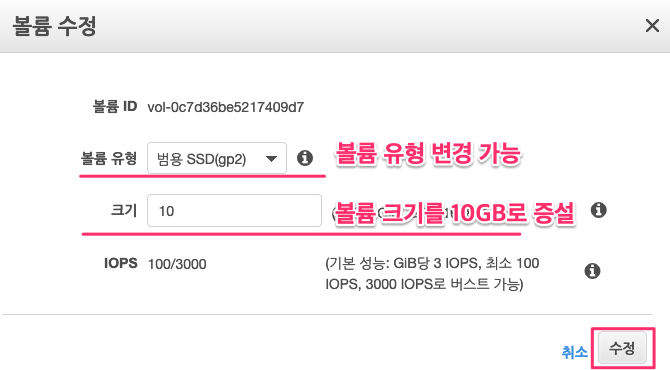 볼륨 수정
볼륨 ID vol-0c7d36be5217409d7
볼륨 유형 범용 SSD(gp2) 볼륨 유형 변경 가능
크기 10 볼륨 크기를 10GB로 증설
IOPS 100/3000 (기본 성능: GiB당 3 IOPS, 최소 100
IOPS, 3000 IOPS로 버스트 가능)
취소 수정